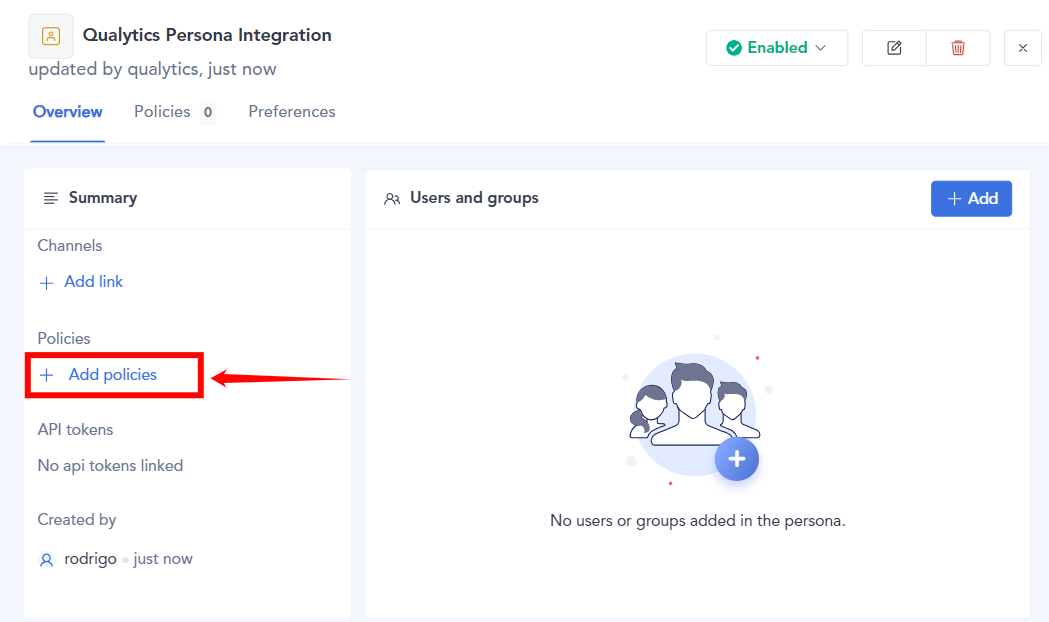 Qualytics Persona Integration
updated by qualytics, just now
Enabled
Overview Policies 0 Preferences
Summary
Channels
Add link
Policies
Add policies
API tokens
No api tokens linked
Created by
rodrigo just now
Users and groups
Add
No users or groups added in the persona.